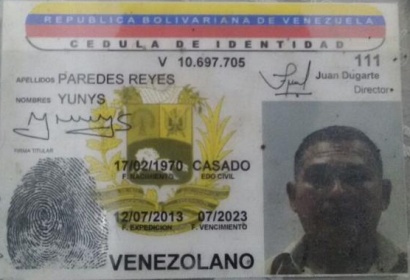 REPUBLICA BOLIVARIANA DE VENEZUELA
CEDULA DE IDENTIDAD
V 10.697.705
111
APELLIDOS PAREDES REYES
Juan Dugarte
Director
NOMBRES YUNYS
Yunys
FIRMA TITULAR
17/02/1970 CASADO
F. NACIMIENTO EDO CIVIL
12/07/2013 07/2023
F. EXPEDICION F. VENCIMIENTO
VENEZOLANO